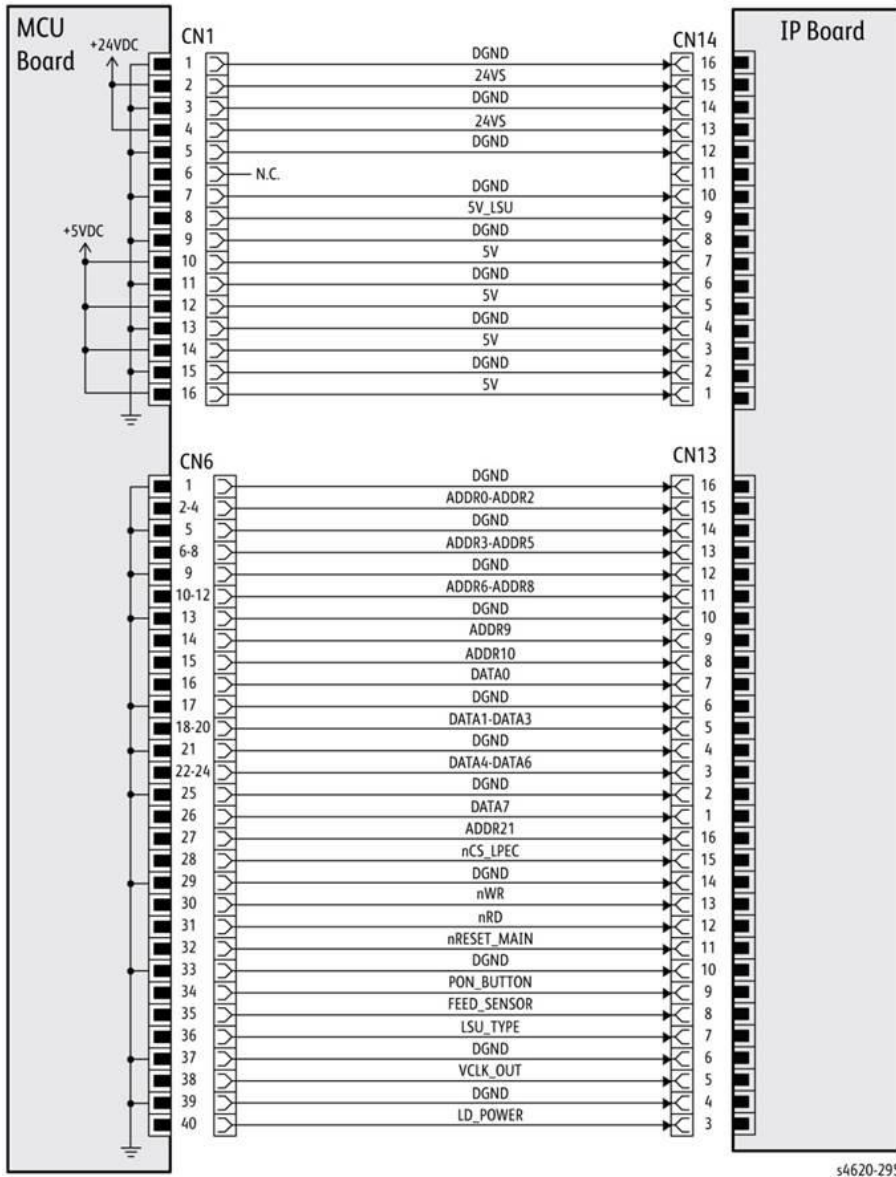 MCU
Board
+24VDC
CN1
CN14
IP Board
1 DGND 16
2 24VS 15
3 DGND 14
4 24VS 13
5 DGND 12
6 N.C. 11
7 DGND 10
8 5V_LSU 9
+5VDC
9 DGND 8
10 5V 7
11 DGND 6
12 5V 5
13 DGND 4
14 5V 3
15 DGND 2
16 5V 1
CN6
CN13
1 DGND 16
2-4 ADDR0-ADDR2 15
5 DGND 14
6-8 ADDR3-ADDR5 13
9 DGND 12
10-12 ADDR6-ADDR8 11
13 DGND 10
14 ADDR9 9
15 ADDR10 8
16 DATA0 7
17 DGND 6
18-20 DATA1-DATA3 5
21 DGND 4
22-24 DATA4-DATA6 3
25 DGND 2
26 DATA7 1
27 ADDR21 16
28 nCS_LPEC 15
29 DGND 14
30 nWR 13
31 nRD 12
32 nRESET_MAIN 11
33 DGND 10
34 PON_BUTTON 9
35 FEED_SENSOR 8
36 LSU_TYPE 7
37 DGND 6
38 VCLK_OUT 5
39 DGND 4
40 LD_POWER 3
s4620-295